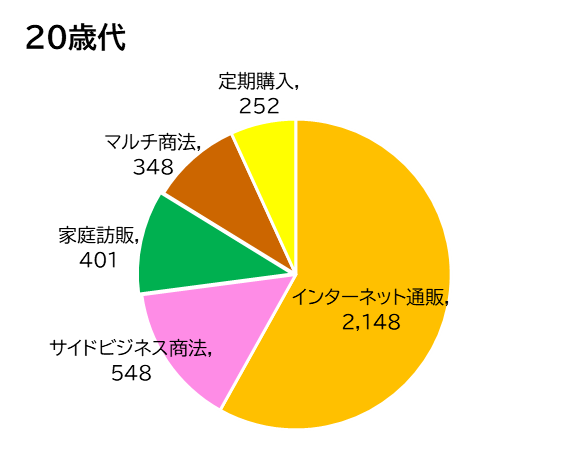 20歳代
定期購入,
252
マルチ商法,
348
家庭訪販,
401
インターネット通販,
2,148
サイドビジネス商法,
548